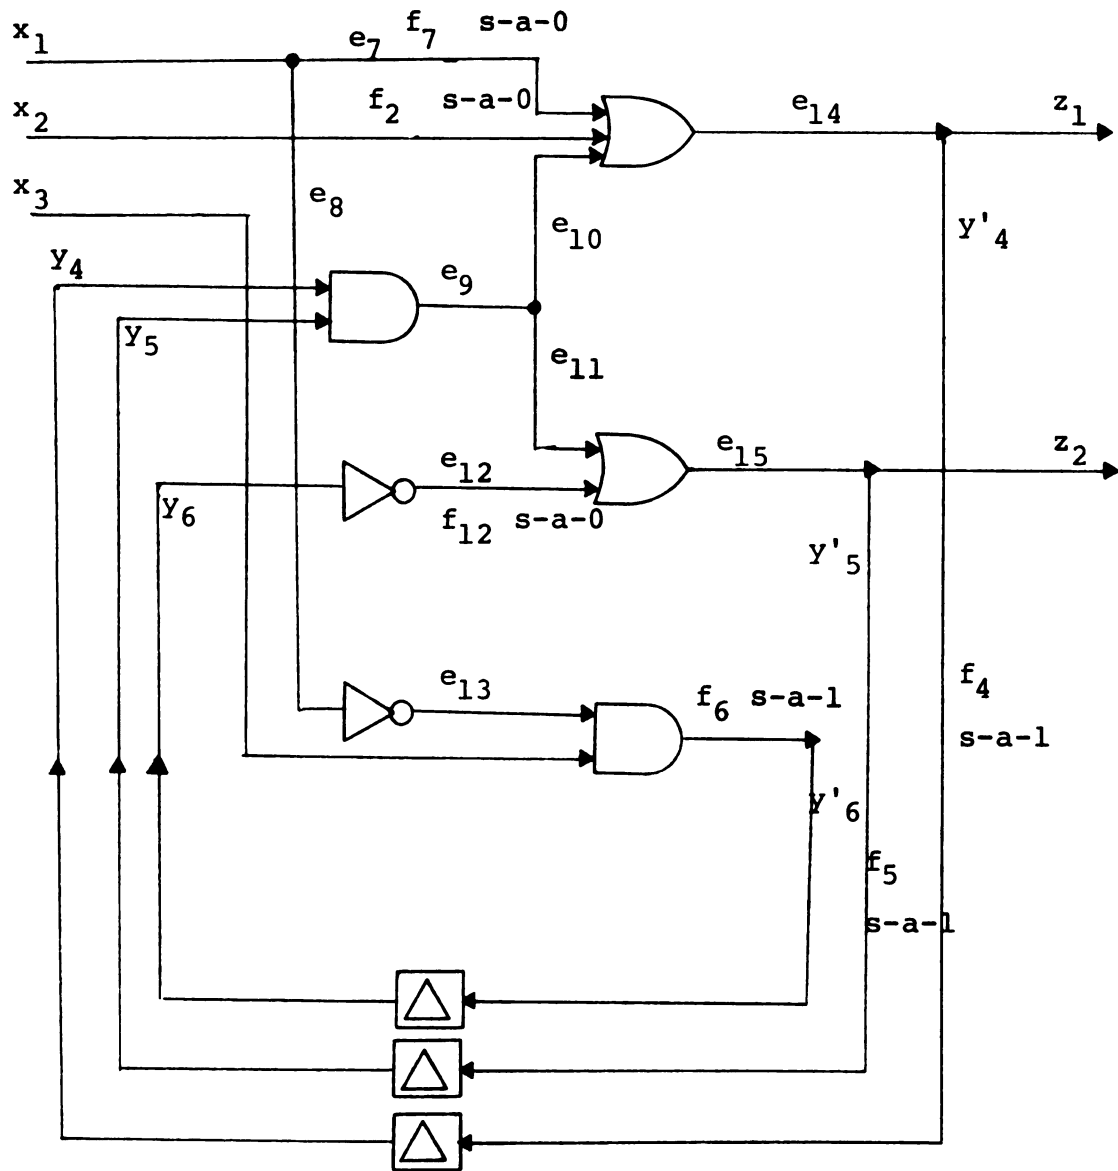 x1
e7 f7 s-a-0
x2
f2 s-a-0
e14
z1
x3
e8
y4
e9
e10
y'4
y5
e11
y6
e12
f12 s-a-0
e15
z2
y'5
e13
f6 s-a-1
f4
s-a-1
y'6
f5
s-a-1